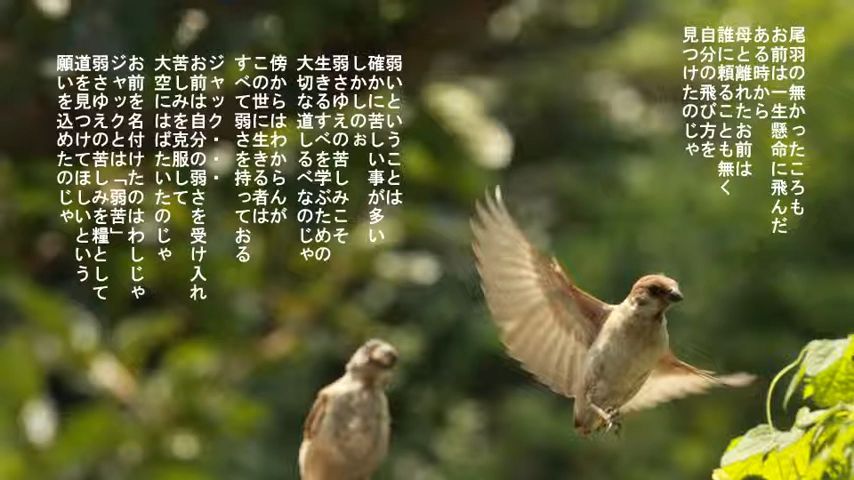 尾羽の無かったころも
お前は一生懸命に飛んだ
ある時から
母と離れたお前は
誰に頼ることも無く
自分の飛び方を
見つけたのじゃ
弱いということは
確かに苦しい事が多い
しかしのぉ
弱さゆえの苦しみこそ
生きるすべを学ぶための
大切な道しるべなのじゃ
傍からはわからんが
この世に生きる者は
すべて弱さを持っておる
ジャック・・・
お前は自分の弱さを受け入れ
苦しみを克服して
大空にはばたいたのじゃ
お前を名付けたのはわしじゃ
ジャックとは「弱苦」
弱さゆえの苦しみを糧として
道を見つけてほしいという
願いを込めたのじゃ